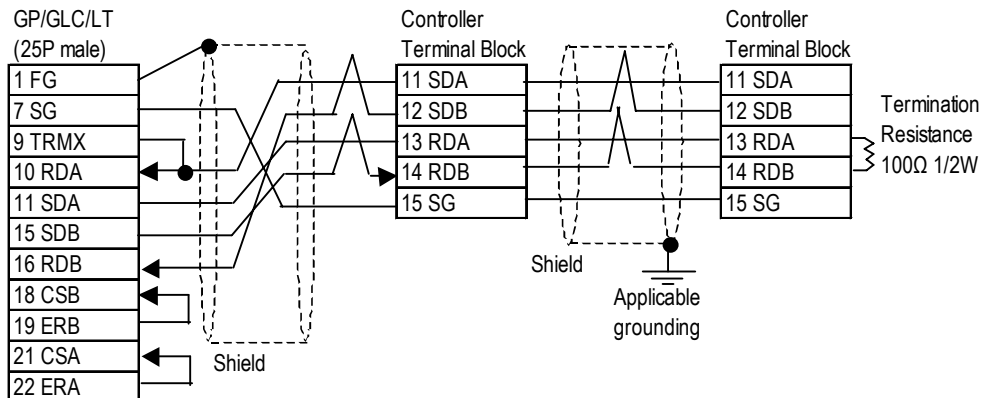 GP/GLC/LT
(25P male)
1 FG
7 SG
9 TRMX
10 RDA
11 SDA
15 SDB
16 RDB
18 CSB
19 ERB
21 CSA
22 ERA
Shield
Controller
Terminal Block
11 SDA
12 SDB
13 RDA
14 RDB
15 SG
Shield
Applicable
grounding
Controller
Terminal Block
11 SDA
12 SDB
13 RDA
14 RDB
15 SG
Termination
Resistance
100Ω 1/2W